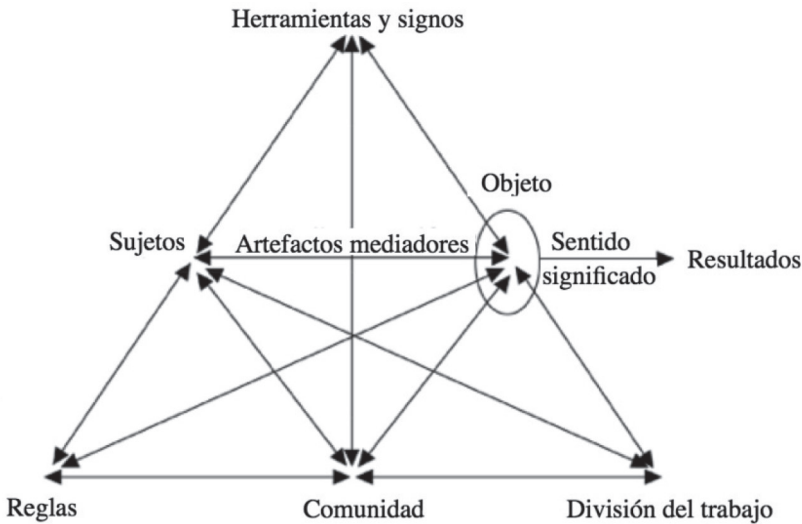 Herramientas y signos
Objeto
Sujetos
Artefactos mediadores
Sentido
significado
Resultados
Reglas
Comunidad
División del trabajo